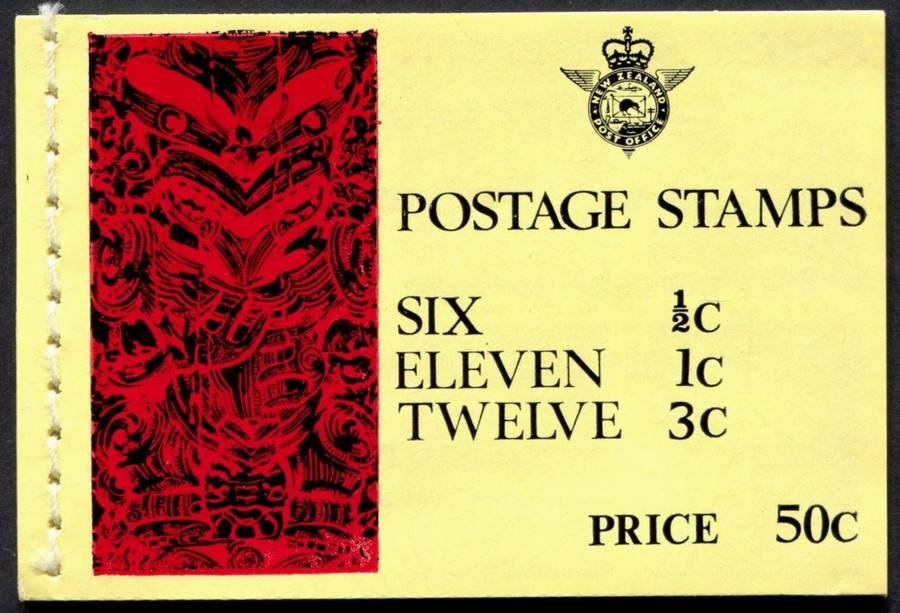 NEW ZEALAND
POST OFFICE
POSTAGE STAMPS
SIX ½C
ELEVEN 1C
TWELVE 3C
PRICE 50C